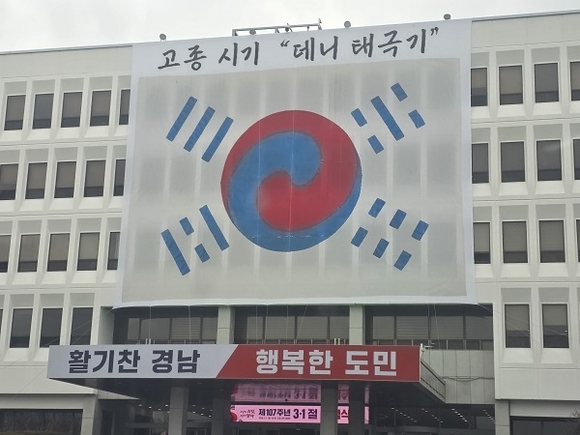 고종 시기 "데니 태극기"
활기찬 경남 행복한 도민
제107주년 3·1절